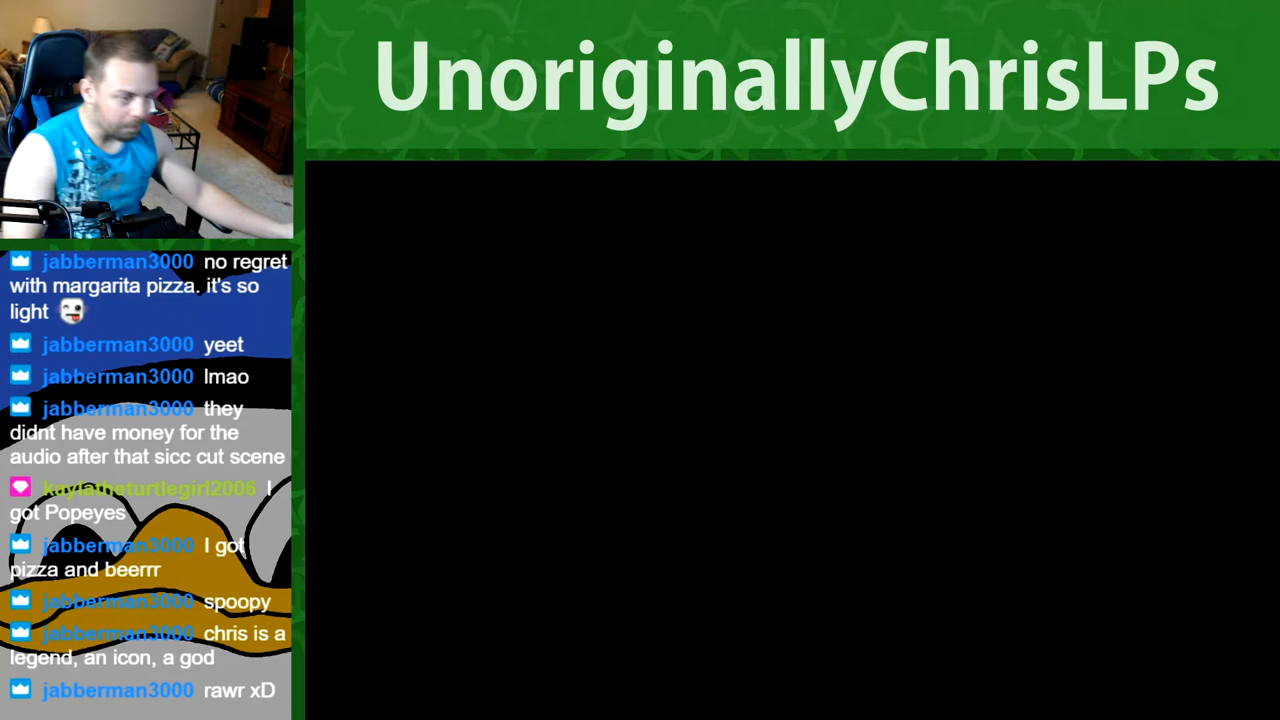 UnoriginallyChrisLPs
jabberman3000 no regret
with margarita pizza. it's so
light
jabberman3000 yeet
jabberman3000 lmao
jabberman3000 they
didnt have money for the
audio after that sicc cut scene
kaylatheturtlegirl2006 I
got Popeyes
jabberman3000 I got
pizza and beerrr
jabberman3000 spoopy
jabberman3000 chris is a
legend, an icon, a god
jabberman3000 rawr xD